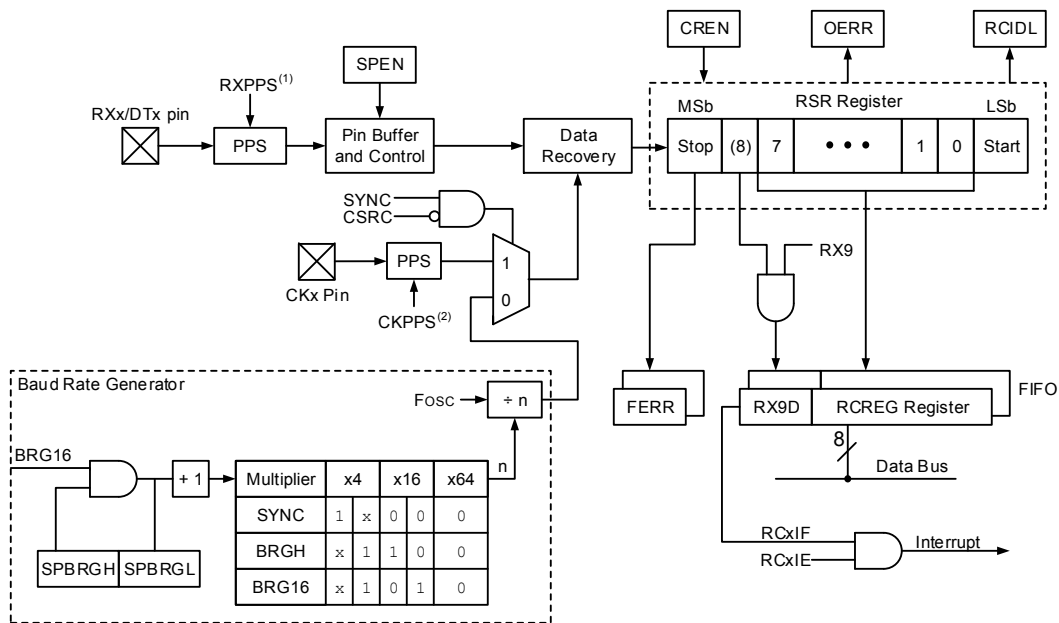 CREN
OERR
RCIDL
SPEN
RXPPS(1)
RXx/DTx pin
MSb
RSR Register
LSb
PPS
Pin Buffer
and Control
Data
Recovery
Stop
(8)
7
• • •
1
0
Start
SYNC
CSRC
RX9
PPS
1
0
CKx Pin
CKPPS(2)
Baud Rate Generator
FOSC
÷ n
FERR
RX9D
RCREG Register
FIFO
8
Data Bus
BRG16
+ 1
n
Multiplier x4 x16 x64
SYNC 1 x 0 0 0
BRGH x 1 1 0 0
BRG16 x 1 0 1 0
SPBRGH
SPBRGL
RCxIF
RCxIE
Interrupt